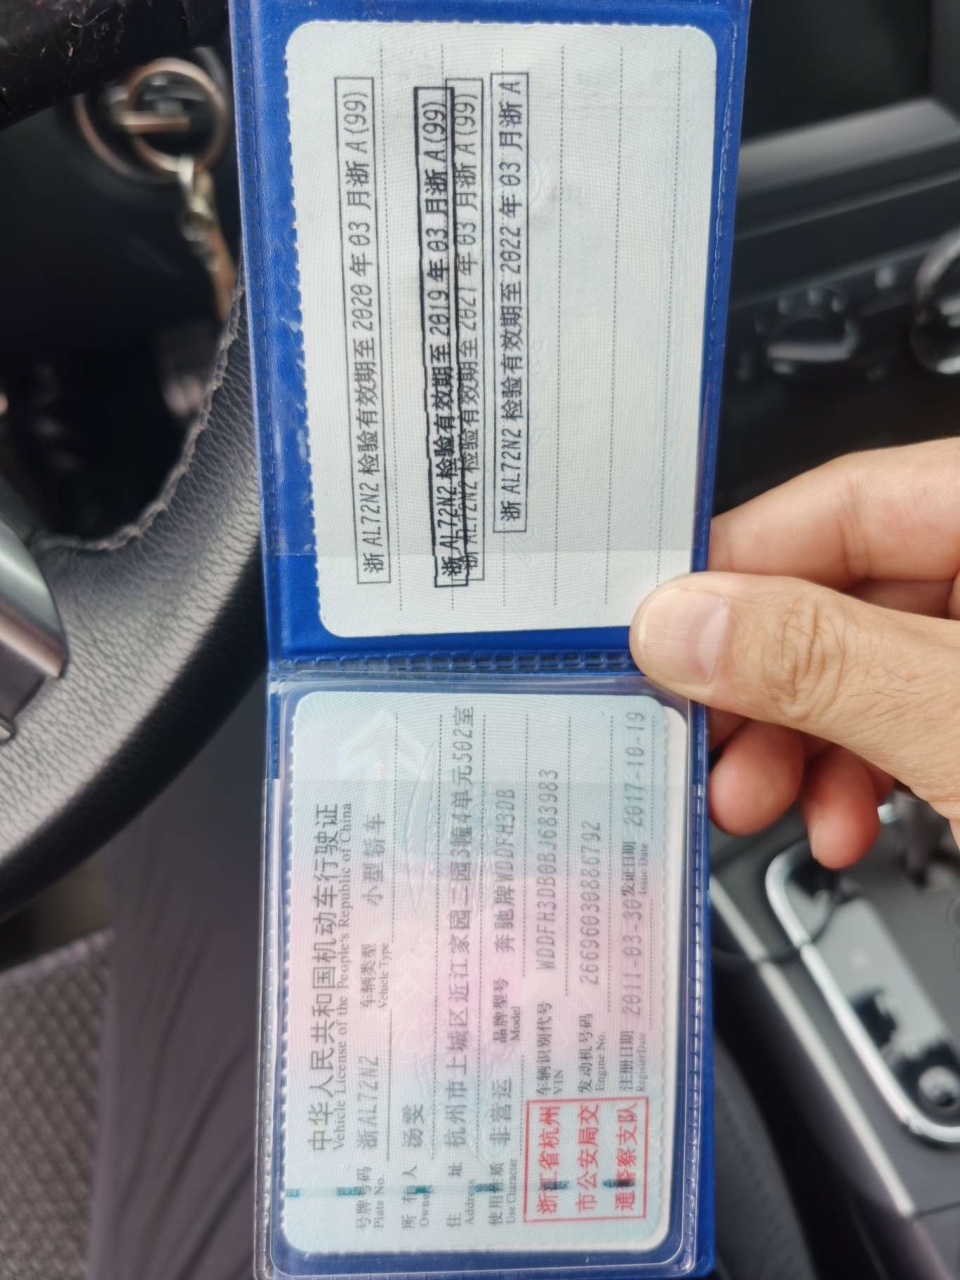 浙 AL72N2 检验有效期至 2020 年 03 月浙 A(99)
浙 AL72N2 检验有效期至 2019 年 03 月浙 A(99)
浙 AL72N2 检验有效期至 2021 年 03 月浙 A(99)
浙 AL72N2 检验有效期至 2022 年 03 月浙 A
中华人民共和国机动车行驶证
Vehicle License of the People's Republic of China
号牌号码 浙AL72N2 车辆类型 小型轿车
Plate No. Vehicle Type
所有人 汤雯
Owner
住址 杭州市上城区近江家园三园3幢4单元502室
Address
使用性质 非营运 品牌型号 奔驰牌WDDFH3DB
Use Character Model
浙江省杭州
市公安局交
通警察支队
车辆识别代号 WDDFH3DB0BJ683983
VIN
发动机号码 26696030886792
Engine No.
注册日期 2011-03-30 发证日期 2017-10-19
Register Date Issue Date